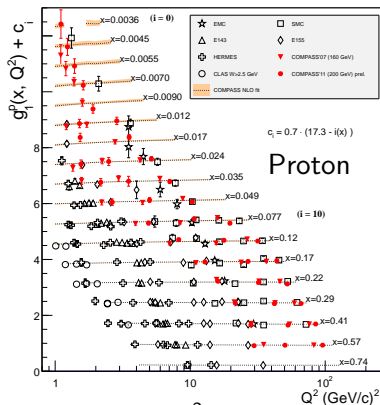 g₁ᵖ(x, Q²) + cᵢ
x=0.0036 (i = 0)
x=0.0045
x=0.0055
x=0.0070
x=0.0090
x=0.012
x=0.017
x=0.024
x=0.035
x=0.049
x=0.077
x=0.12
x=0.17
x=0.22
x=0.29
x=0.41
x=0.57
x=0.74
(i = 10)
EMC SMC
E143 E155
HERMES COMPASS'07 (160 GeV)
CLAS W>2.5 GeV COMPASS'11 (200 GeV) prel.
COMPASS NLO fit
cᵢ = 0.7 · (17.3 - i(x) )
Proton
10
8
6
4
2
0
1 10 10²
Q² (GeV/c)²